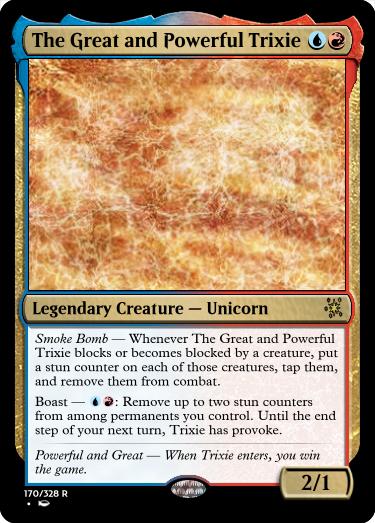 The Great and Powerful Trixie
Legendary Creature — Unicorn
Smoke Bomb — Whenever The Great and Powerful
Trixie blocks or becomes blocked by a creature, put
a stun counter on each of those creatures, tap them,
and remove them from combat.
Boast — : Remove up to two stun counters
from among permanents you control. Until the end
step of your next turn, Trixie has provoke.
Powerful and Great — When Trixie enters, you win
the game.
2/1
170/328 R